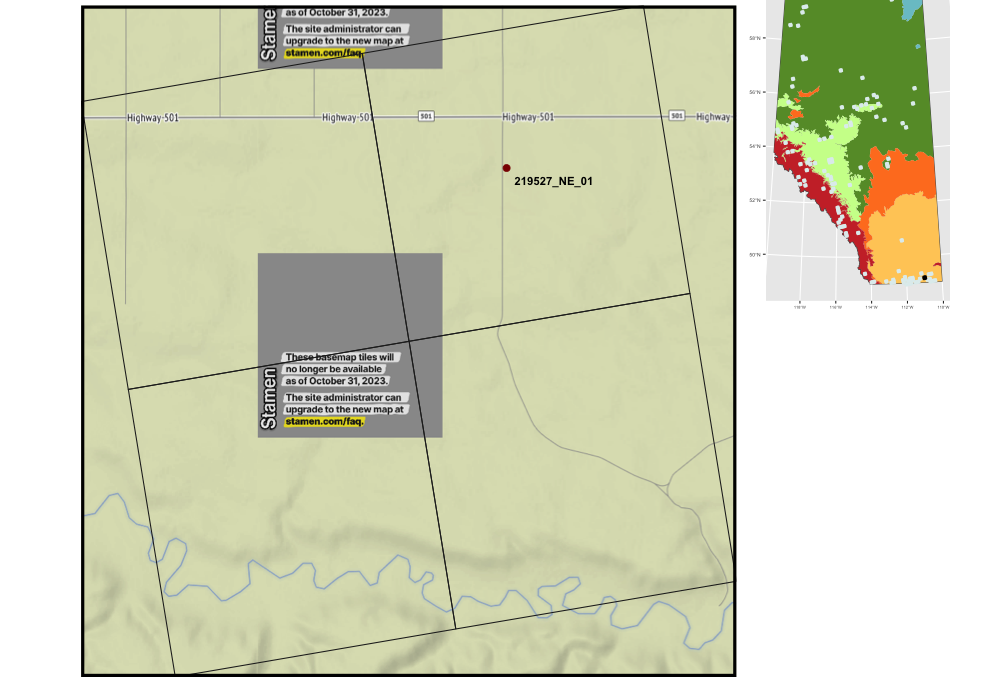 Stamen
as of October 31, 2023.
The site administrator can
upgrade to the new map at
stamen.com/faq.
Highway 501
Highway 501
501
Highway 501
501
Highway
219527_NE_01
Stamen
These basemap tiles will
no longer be available
as of October 31, 2023.
The site administrator can
upgrade to the new map at
stamen.com/faq.
58°N
56°N
54°N
52°N
50°N
118°W
116°W
114°W
112°W
110°W